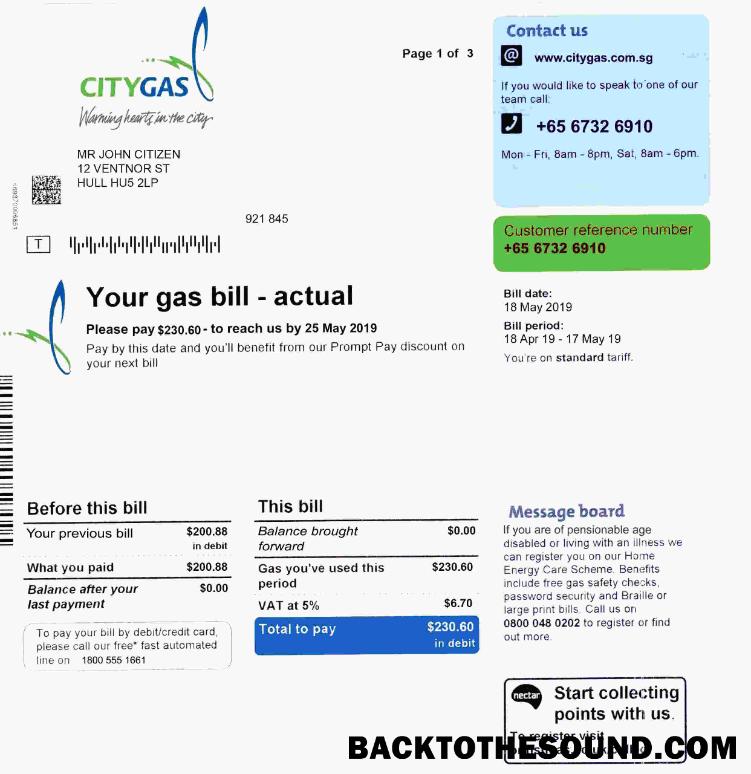 CITYGAS
Warming hearts in the city
Page 1 of 3
Contact us
@ www.citygas.com.sg
If you would like to speak to one of our
team call:
+65 6732 6910
Mon - Fri, 8am - 8pm, Sat, 8am - 6pm.
MR JOHN CITIZEN
12 VENTNOR ST
HULL HU5 2LP
921 845
T
Customer reference number
+65 6732 6910
Your gas bill - actual
Please pay $230.60 - to reach us by 25 May 2019
Pay by this date and you'll benefit from our Prompt Pay discount on
your next bill
Bill date:
18 May 2019
Bill period:
18 Apr 19 - 17 May 19
You're on standard tariff.
Before this bill
Your previous bill $200.88
in debit
What you paid $200.88
Balance after your $0.00
last payment
To pay your bill by debit/credit card,
please call our free* fast automated
line on 1800 555 1661
This bill
Balance brought $0.00
forward
Gas you've used this $230.60
period
VAT at 5% $6.70
Total to pay $230.60
in debit
Message board
If you are of pensionable age
disabled or living with an illness we
can register you on our Home
Energy Care Scheme. Benefits
include free gas safety checks,
password security and Braille or
large print bills. Call us on
0800 048 0202 to register or find
out more.
nectar
Start collecting
points with us.
To register visit
BACKTOTHESOUND.COM